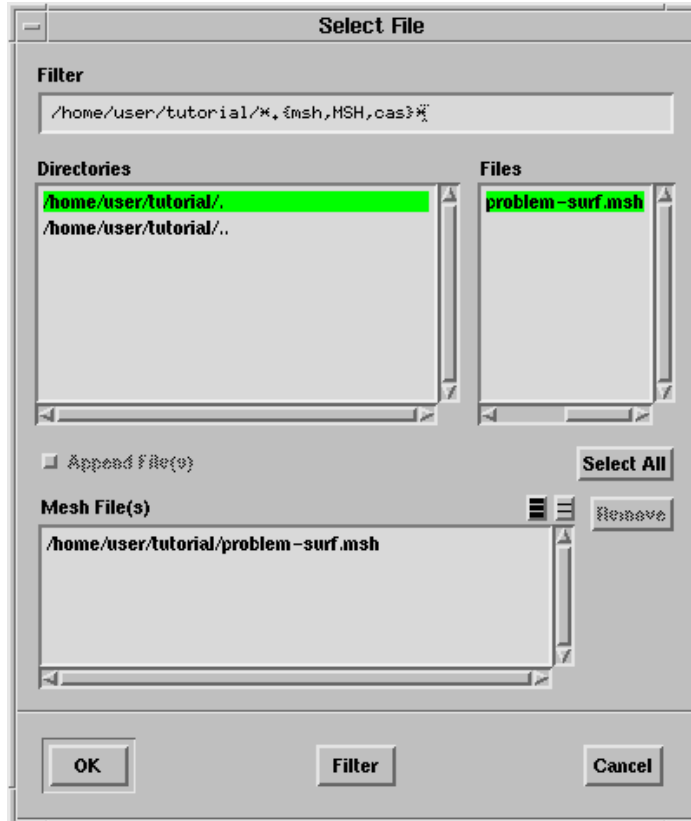 Select File
Filter
/home/user/tutorial/*.{msh,MSH,cas}*
Directories
Files
/home/user/tutorial/.
/home/user/tutorial/..
problem-surf.msh
Append File(s)
Select All
Mesh File(s)
Remove
/home/user/tutorial/problem-surf.msh
OK
Filter
Cancel